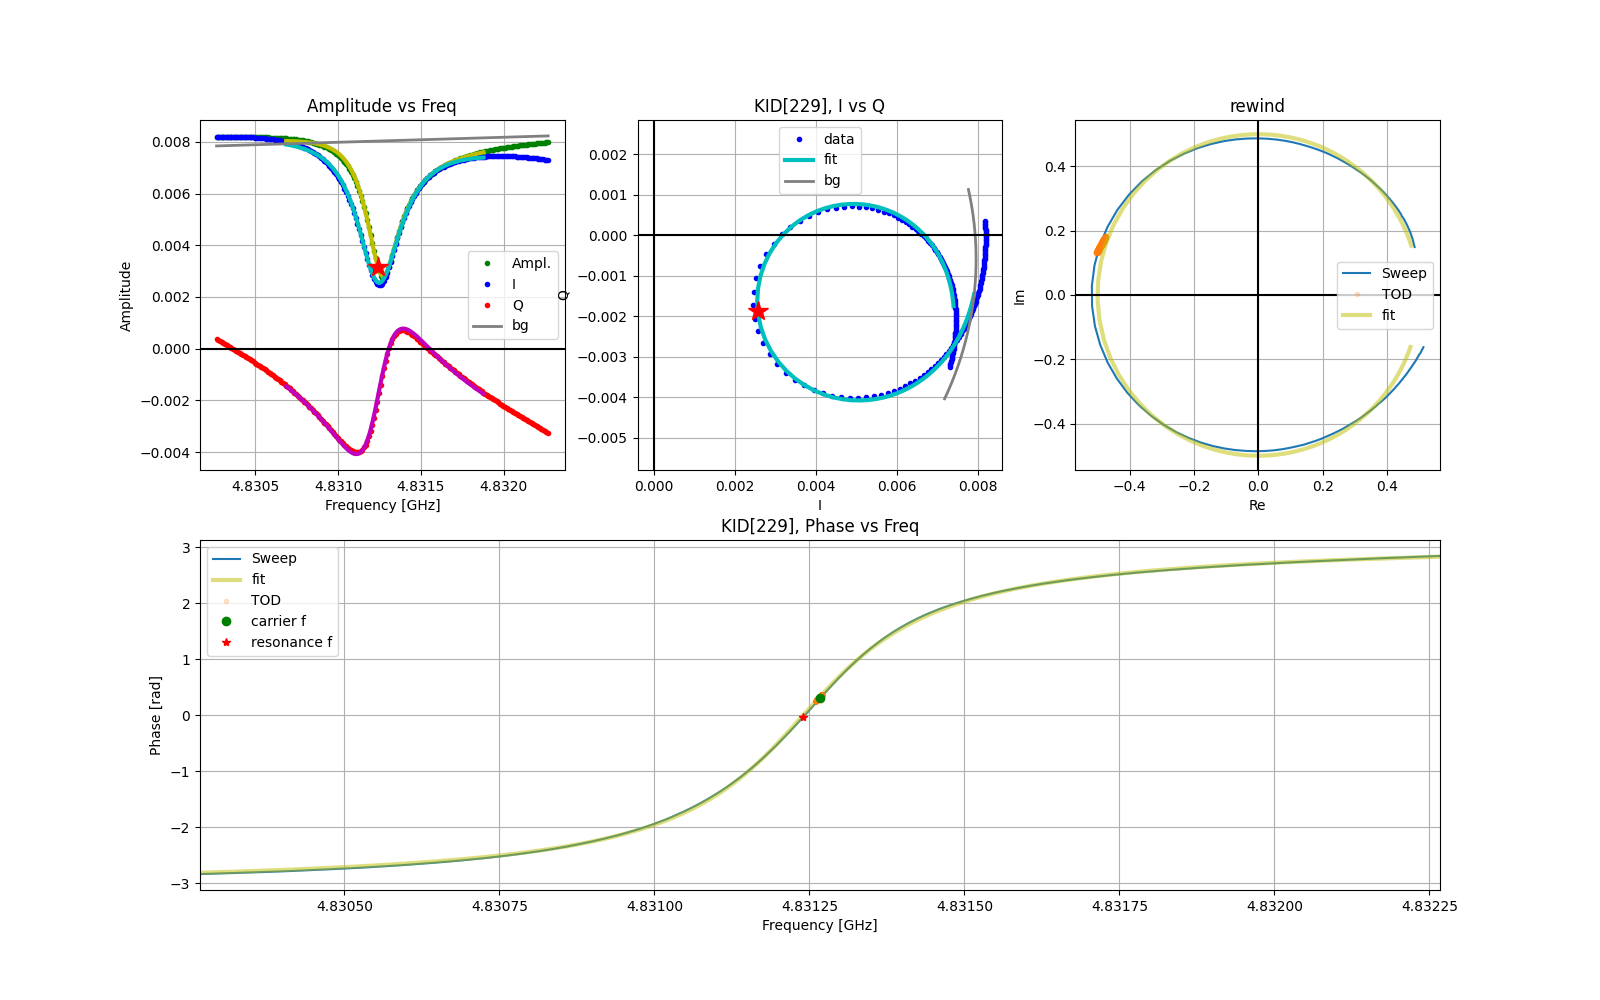 Amplitude vs Freq
Amplitude
0.008
0.006
0.004
0.002
0.000
−0.002
−0.004
4.8305
4.8310
4.8315
4.8320
Frequency [GHz]
Ampl.
I
Q
bg
KID[229], I vs Q
Q
0.002
0.001
0.000
−0.001
−0.002
−0.003
−0.004
−0.005
0.000
0.002
0.004
0.006
0.008
I
data
fit
bg
rewind
Im
0.4
0.2
0.0
−0.2
−0.4
−0.4
−0.2
0.0
0.2
0.4
Re
Sweep
TOD
fit
KID[229], Phase vs Freq
Phase [rad]
3
2
1
0
−1
−2
−3
4.83050
4.83075
4.83100
4.83125
4.83150
4.83175
4.83200
4.83225
Frequency [GHz]
Sweep
fit
TOD
carrier f
resonance f